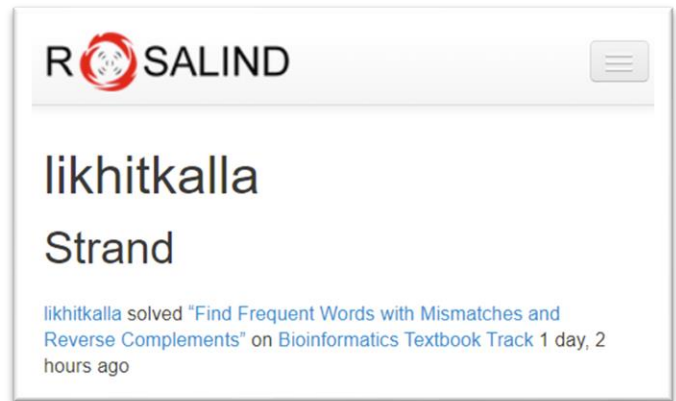 ROSALIND
likhitkalla
Strand
likhitkalla solved “Find Frequent Words with Mismatches and
Reverse Complements” on Bioinformatics Textbook Track 1 day, 2
hours ago